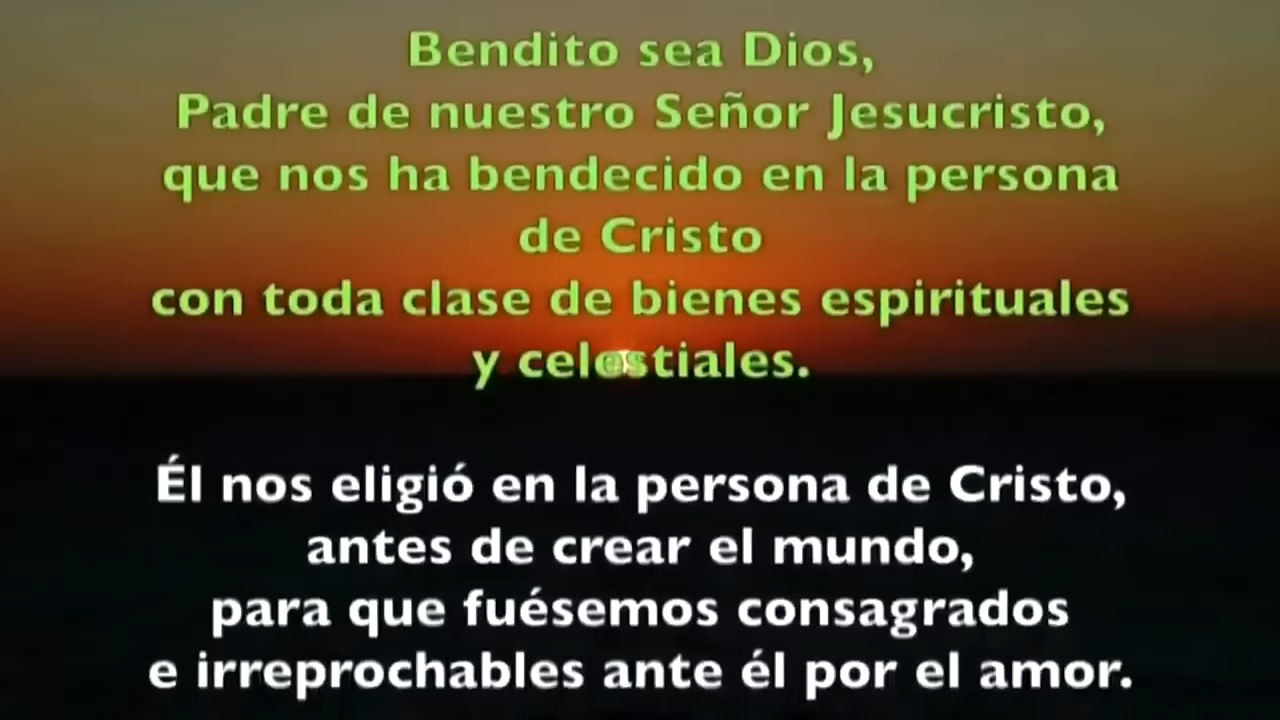 Bendito sea Dios,
Padre de nuestro Señor Jesucristo,
que nos ha bendecido en la persona
de Cristo
con toda clase de bienes espirituales
y celestiales.
Él nos eligió en la persona de Cristo,
antes de crear el mundo,
para que fuésemos consagrados
e irreprochables ante él por el amor.